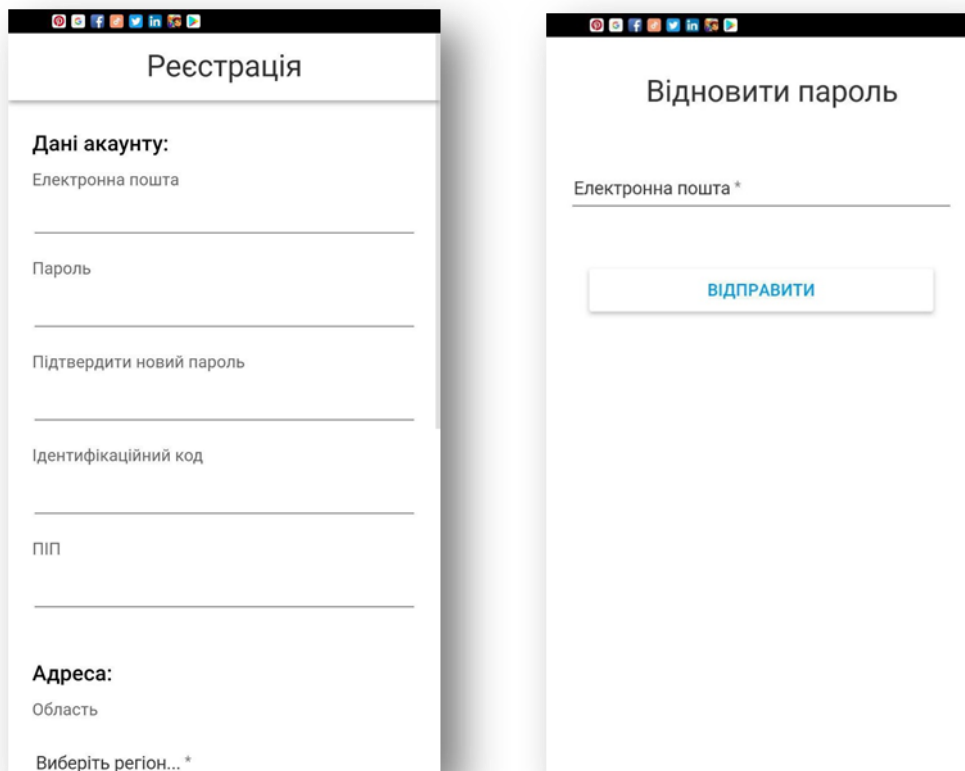 Реєстрація
Дані акаунту:
Електронна пошта
Пароль
Підтвердити новий пароль
Ідентифікаційний код
ПІП
Адреса:
Область
Виберіть регіон... *
Відновити пароль
Електронна пошта *
ВІДПРАВИТИ